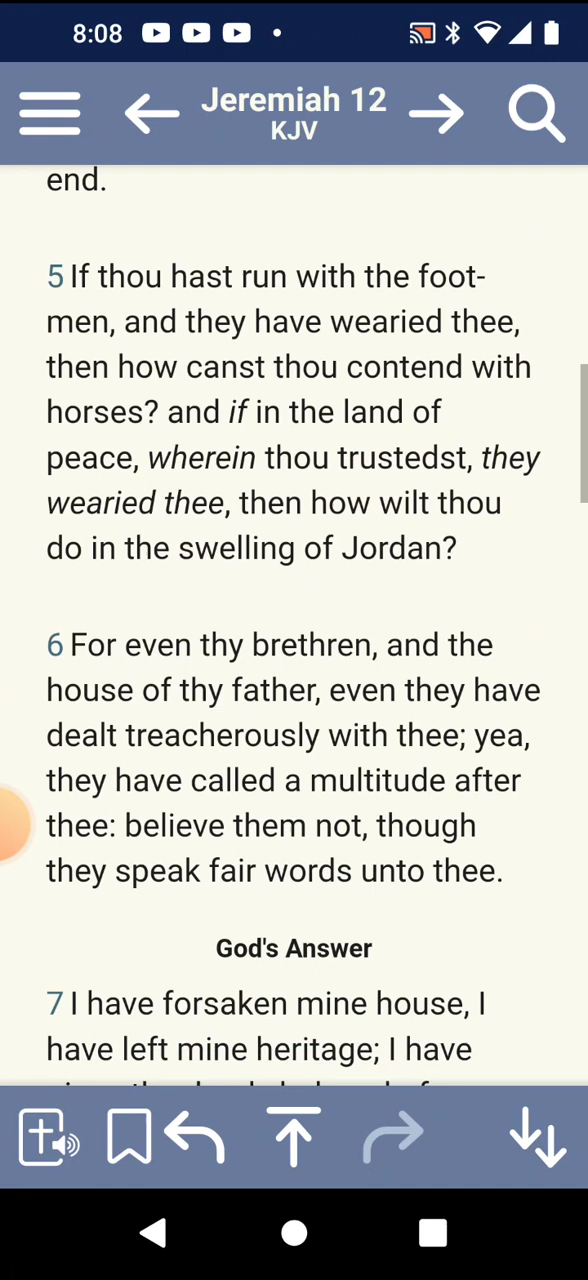 8:08
Jeremiah 12
KJV
end.
5 If thou hast run with the foot-
men, and they have wearied thee,
then how canst thou contend with
horses? and if in the land of
peace, wherein thou trustedst, they
wearied thee, then how wilt thou
do in the swelling of Jordan?
6 For even thy brethren, and the
house of thy father, even they have
dealt treacherously with thee; yea,
they have called a multitude after
thee: believe them not, though
they speak fair words unto thee.
God's Answer
7 I have forsaken mine house, I
have left mine heritage; I have